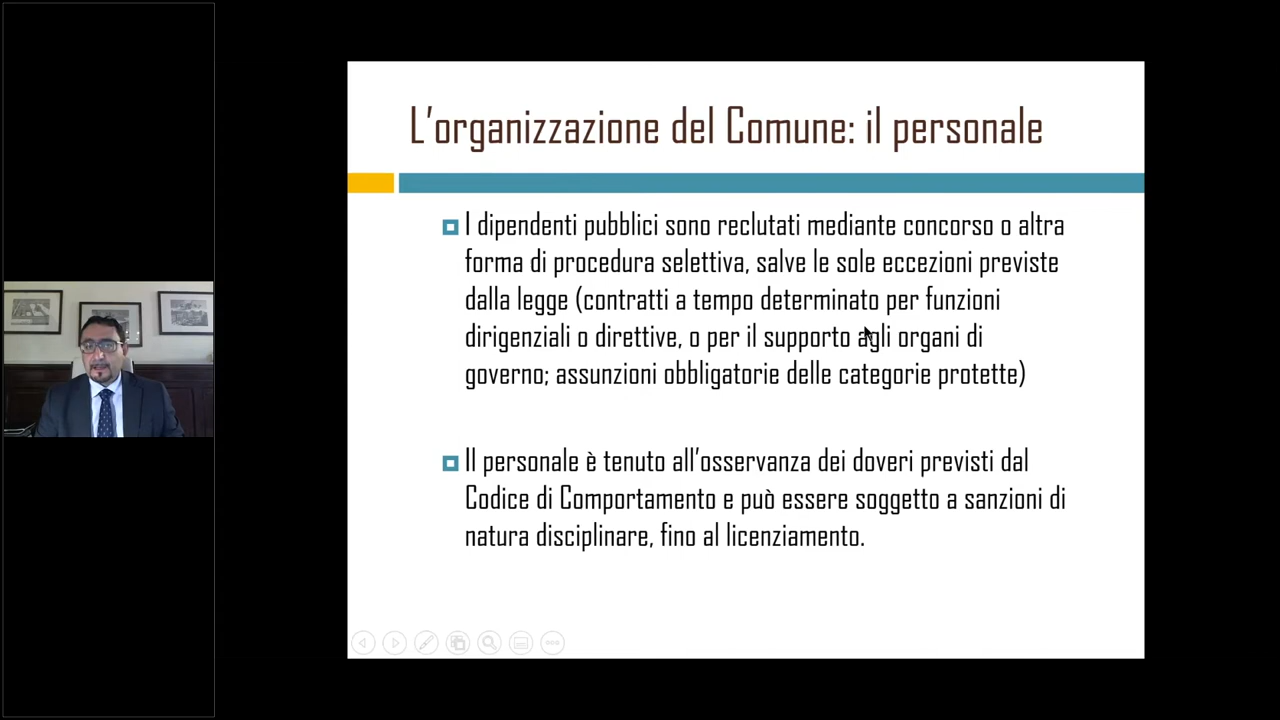 L'organizzazione del Comune: il personale
I dipendenti pubblici sono reclutati mediante concorso o altra
forma di procedura selettiva, salve le sole eccezioni previste
dalla legge (contratti a tempo determinato per funzioni
dirigenziali o direttive, o per il supporto agli organi di
governo; assunzioni obbligatorie delle categorie protette)
Il personale è tenuto all'osservanza dei doveri previsti dal
Codice di Comportamento e può essere soggetto a sanzioni di
natura disciplinare, fino al licenziamento.